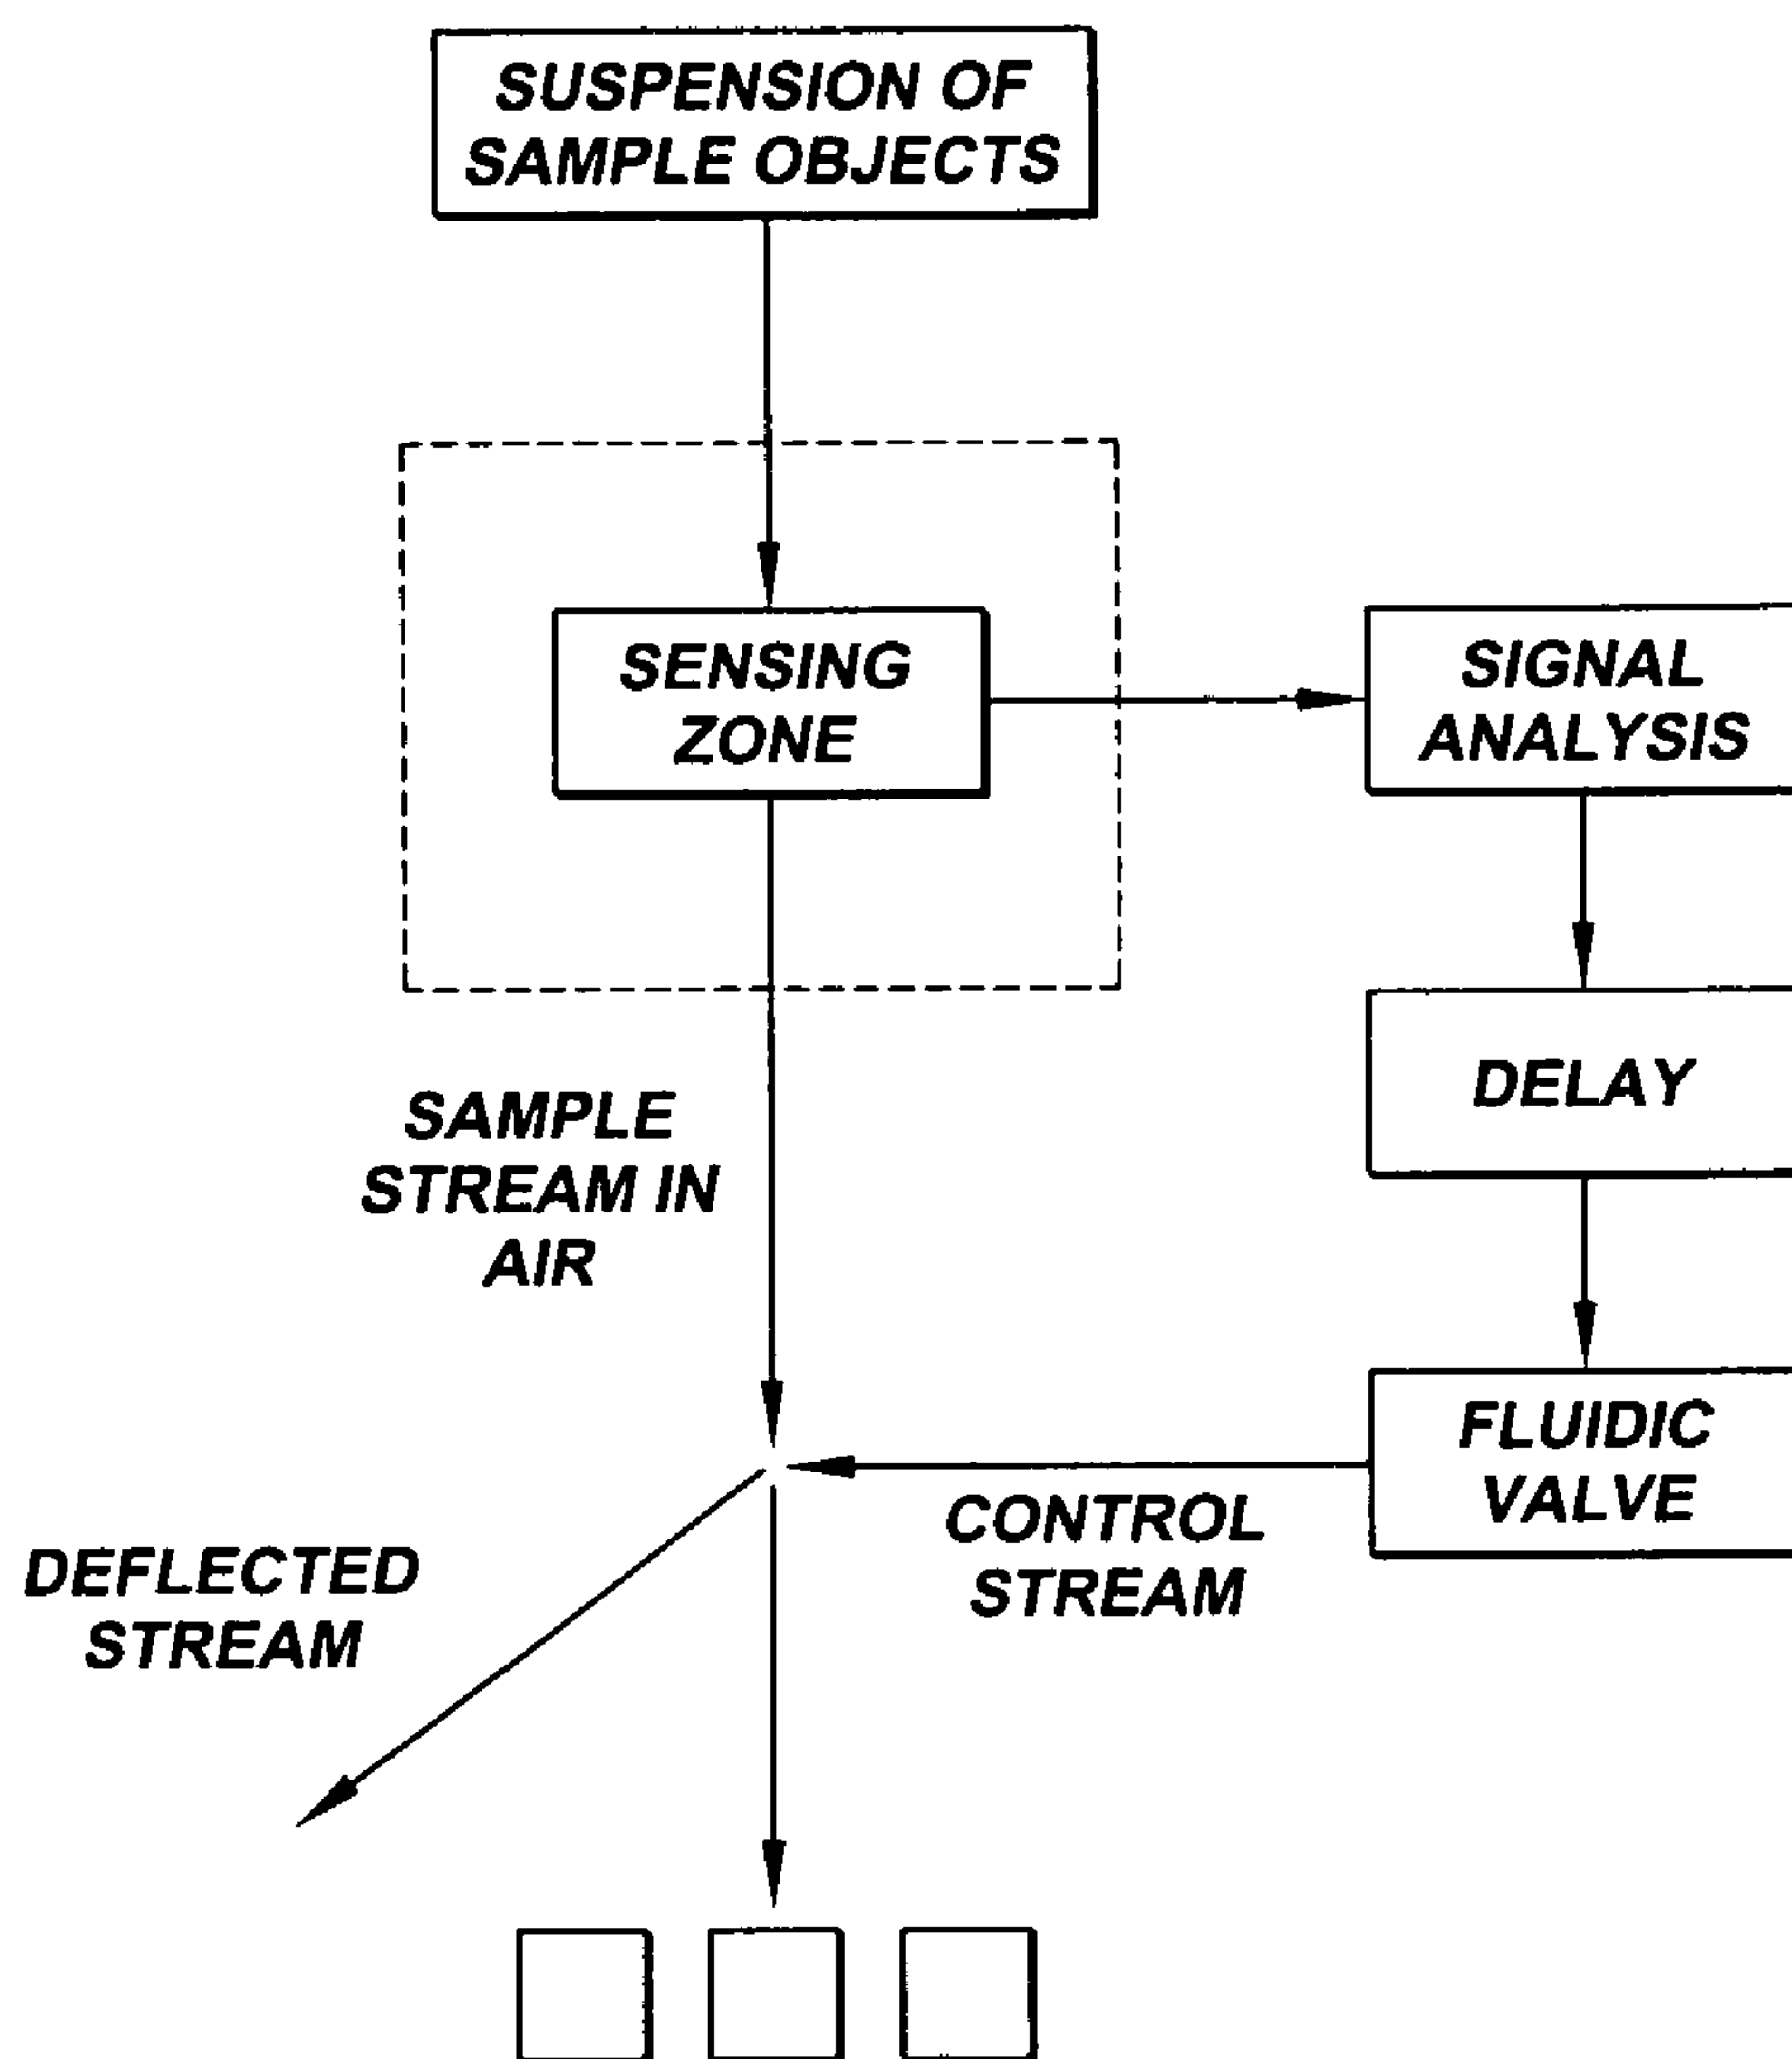 SUSPENSION OF
SAMPLE OBJECTS
SENSING
ZONE
SIGNAL
ANALYSIS
DELAY
SAMPLE
STREAM IN
AIR
FLUIDIC
VALVE
CONTROL
STREAM
DEFLECTED
STREAM